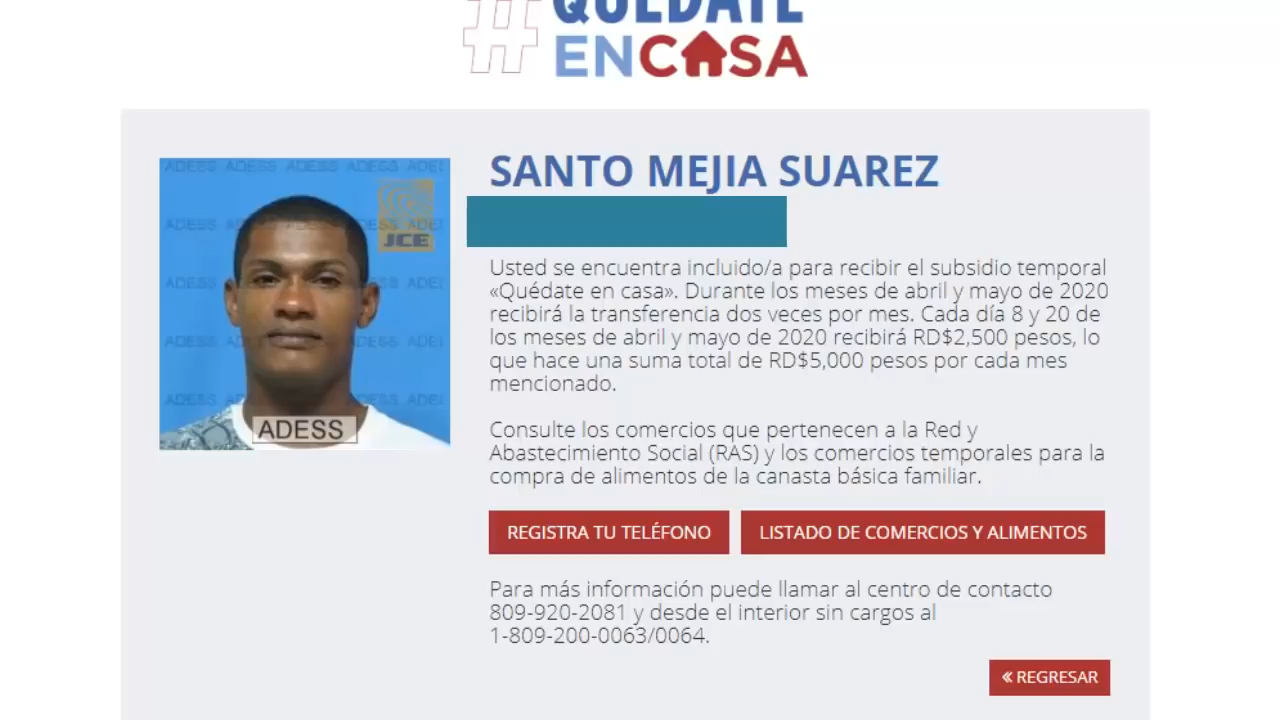 #QUÉDATE
ENCASA
SANTO MEJIA SUAREZ
ADESS ADESS ADESS ADESS
JCE
ADESS
Usted se encuentra incluido/a para recibir el subsidio temporal
«Quédate en casa». Durante los meses de abril y mayo de 2020
recibirá la transferencia dos veces por mes. Cada día 8 y 20 de
los meses de abril y mayo de 2020 recibirá RD$2,500 pesos, lo
que hace una suma total de RD$5,000 pesos por cada mes
mencionado.
Consulte los comercios que pertenecen a la Red y
Abastecimiento Social (RAS) y los comercios temporales para la
compra de alimentos de la canasta básica familiar.
REGISTRA TU TELÉFONO
LISTADO DE COMERCIOS Y ALIMENTOS
Para más información puede llamar al centro de contacto
809-920-2081 y desde el interior sin cargos al
1-809-200-0063/0064.
« REGRESAR